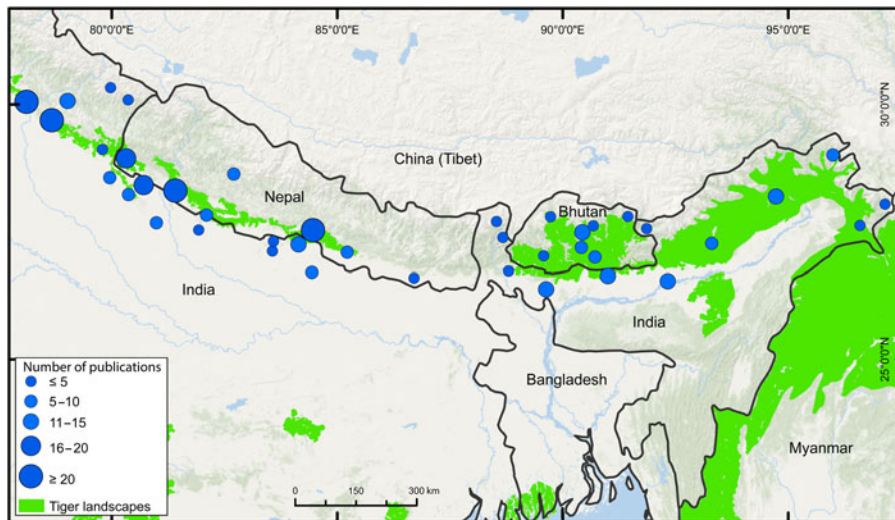 80°0'0"E
85°0'0"E
90°0'0"E
95°0'0"E
30°0'0"N
China (Tibet)
Nepal
Bhutan
India
India
25°0'0"N
Bangladesh
Myanmar
Number of publications
≤ 5
5–10
11–15
16–20
≥ 20
Tiger landscapes
0 150 300 km